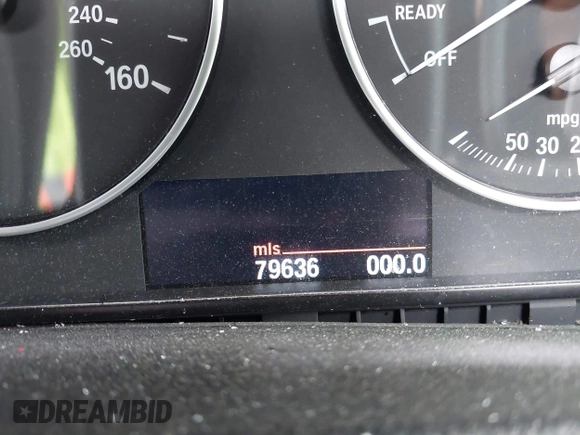 240
260
160
READY
OFF
mpg
50 30
mls
79636 000.0
DREAMBID